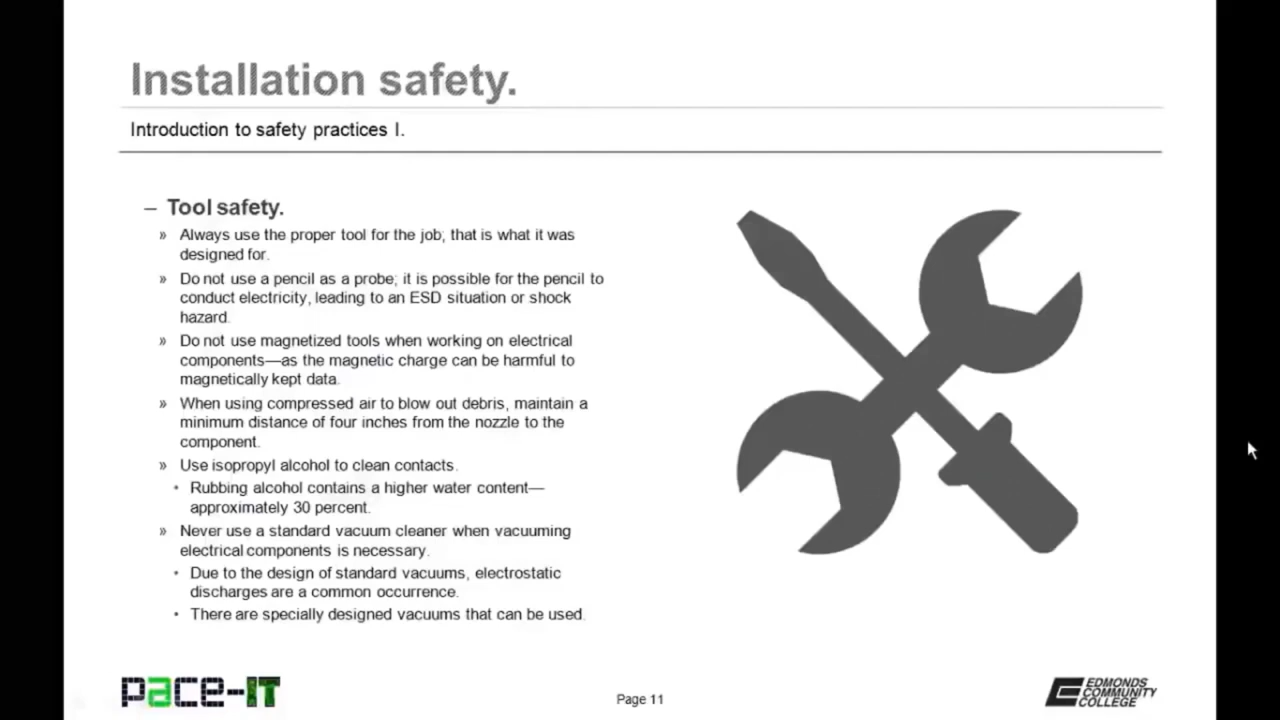 Installation safety.
Introduction to safety practices I.
– Tool safety.
» Always use the proper tool for the job; that is what it was
designed for.
» Do not use a pencil as a probe; it is possible for the pencil to
conduct electricity, leading to an ESD situation or shock
hazard.
» Do not use magnetized tools when working on electrical
components—as the magnetic charge can be harmful to
magnetically kept data.
» When using compressed air to blow out debris, maintain a
minimum distance of four inches from the nozzle to the
component.
» Use isopropyl alcohol to clean contacts.
• Rubbing alcohol contains a higher water content—
approximately 30 percent.
» Never use a standard vacuum cleaner when vacuuming
electrical components is necessary.
• Due to the design of standard vacuums, electrostatic
discharges are a common occurrence.
• There are specially designed vacuums that can be used.
pace-IT
Page 11
EDMONDS
COMMUNITY
COLLEGE